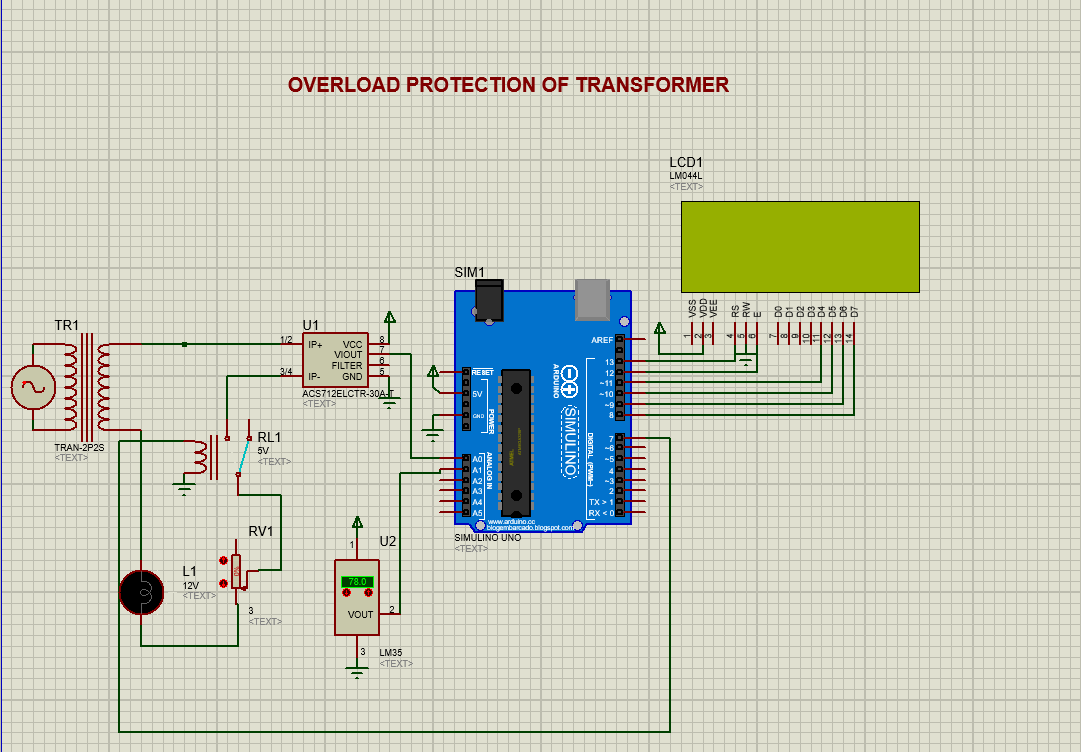 OVERLOAD PROTECTION OF TRANSFORMER
LCD1
LM044L
<TEXT>
VSS
VDD
VEE
RS
RW
E
D0
D1
D2
D3
D4
D5
D6
D7
1
2
3
4
5
6
7
8
9
10
11
12
13
14
TR1
TRAN-2P2S
<TEXT>
U1
1/2
IP+
VCC
8
VIOUT
7
FILTER
6
3/4
IP-
GND
5
ACS712ELCTR-30A-T
<TEXT>
SIM1
AREF
13
12
~11
~10
~9
8
7
~6
~5
4
~3
2
TX > 1
RX < 0
RESET
5V
GND
POWER
A0
A1
A2
A3
A4
A5
ANALOG IN
ARDUINO
SIMULINO
DIGITAL (PWM~)
www.arduino.cc
blogembarcado.blogspot.com
SIMULINO UNO
<TEXT>
RL1
5V
<TEXT>
RV1
3
<TEXT>
L1
12V
<TEXT>
U2
1
78.0
VOUT
2
3
LM35
<TEXT>